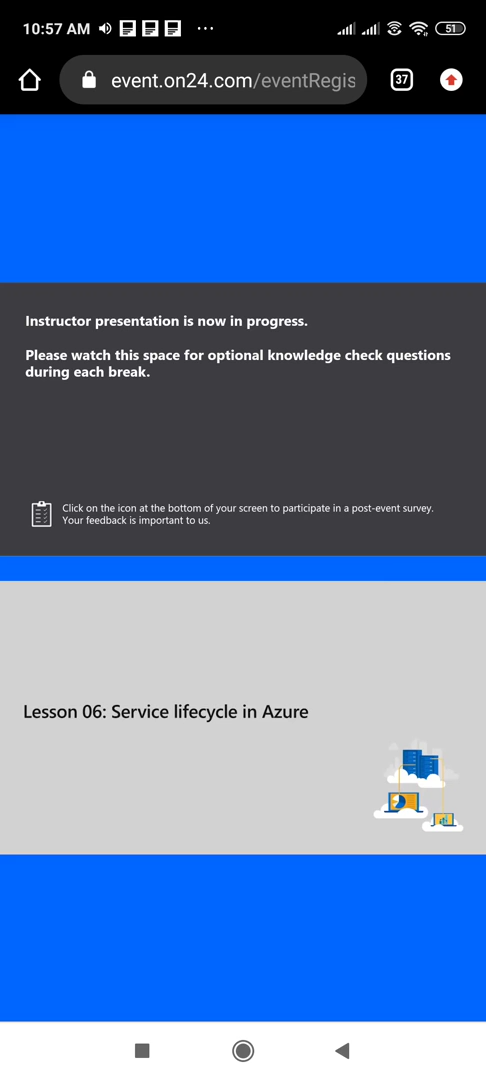 10:57 AM
51
event.on24.com/eventRegis
37
Instructor presentation is now in progress.
Please watch this space for optional knowledge check questions
during each break.
Click on the icon at the bottom of your screen to participate in a post-event survey.
Your feedback is important to us.
Lesson 06: Service lifecycle in Azure